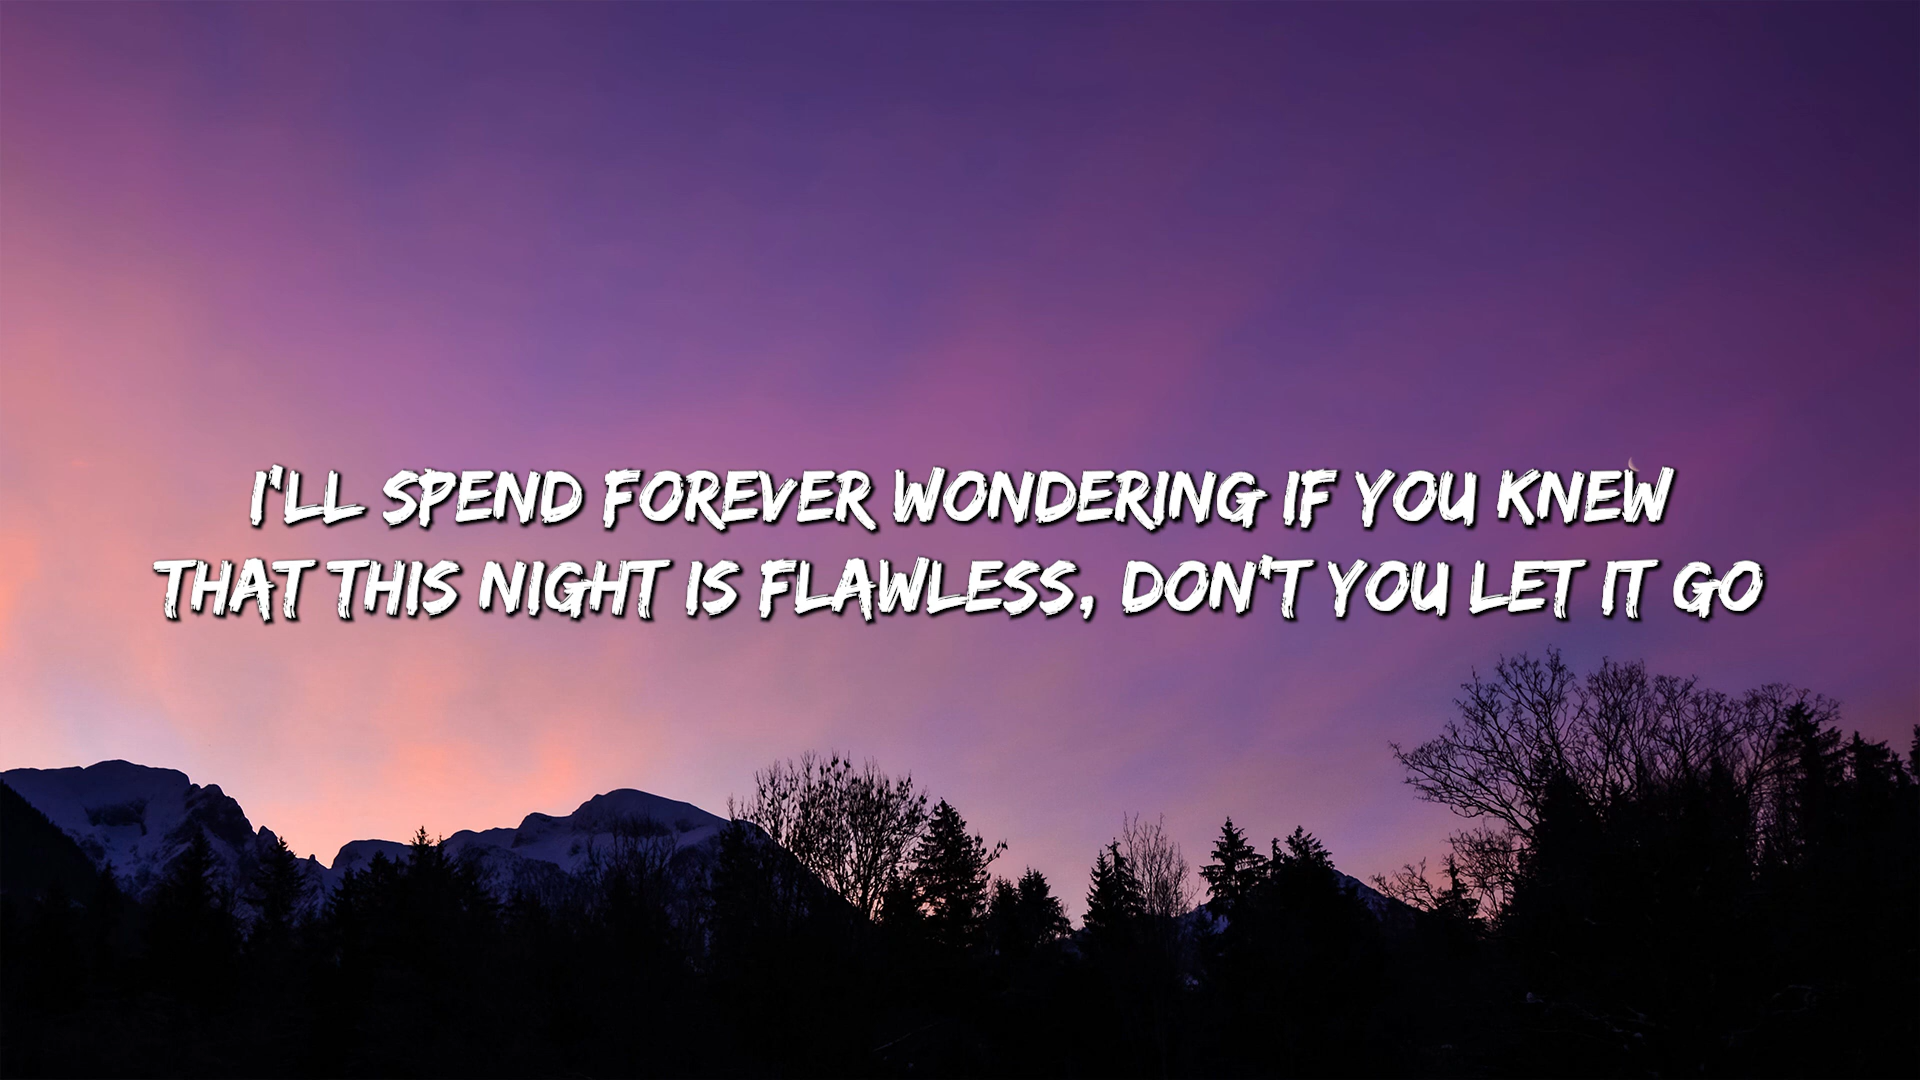 I'LL SPEND FOREVER WONDERING IF YOU KNEW
THAT THIS NIGHT IS FLAWLESS, DON'T YOU LET IT GO